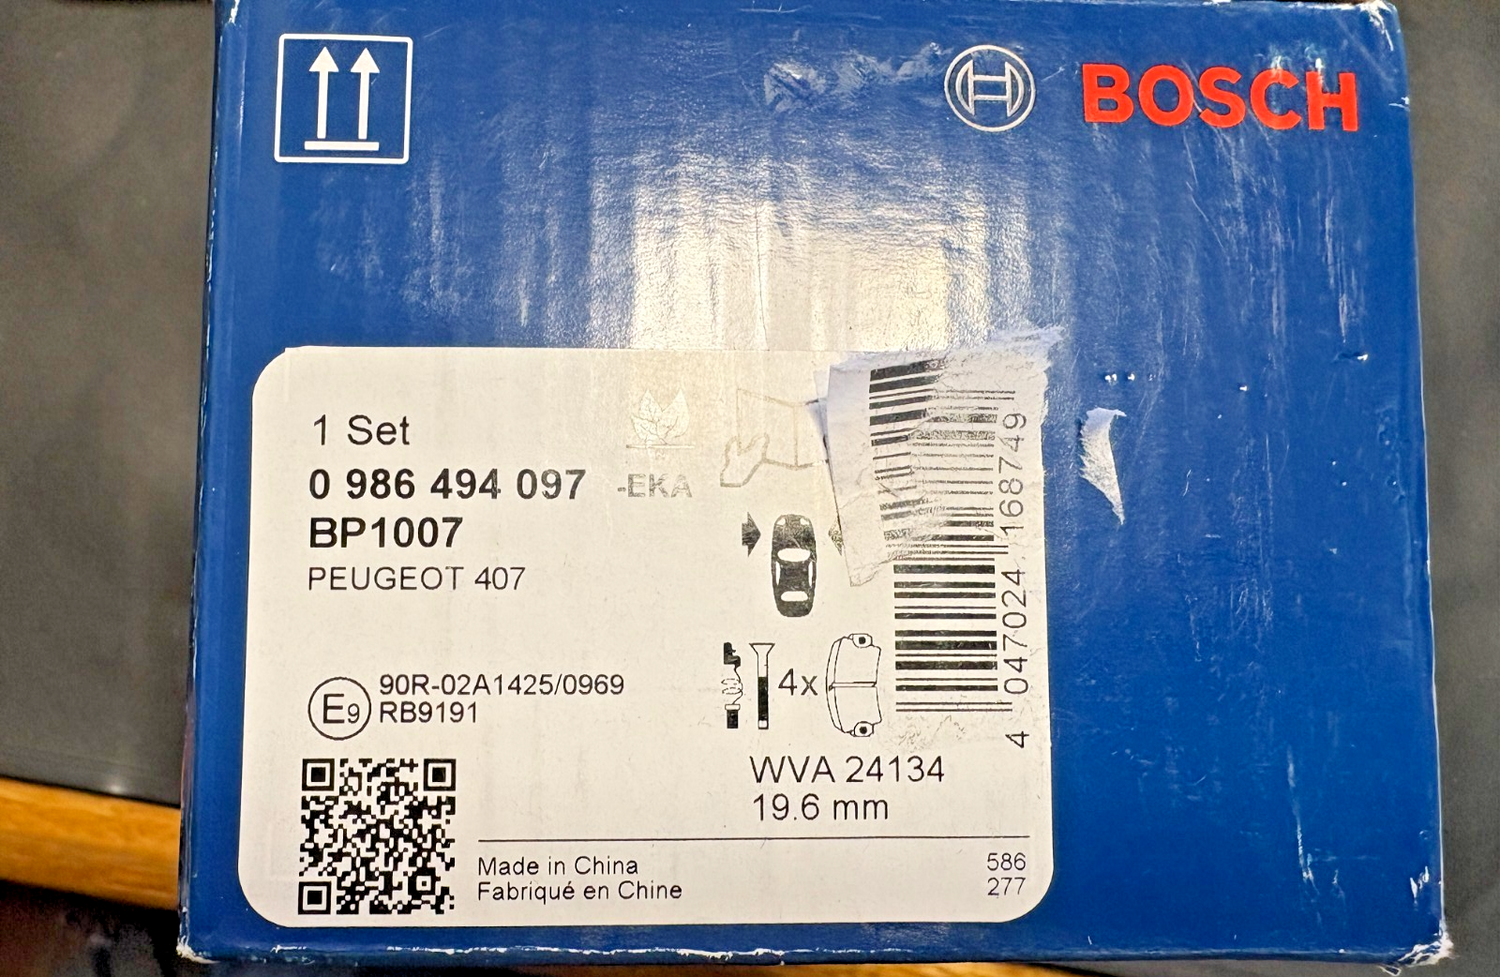 BOSCH
1 Set
0 986 494 097 -EKA
BP1007
PEUGEOT 407
E9 90R-02A1425/0969
RB9191
4x
WVA 24134
19.6 mm
4 047024 168749
Made in China
Fabriqué en Chine
586
277